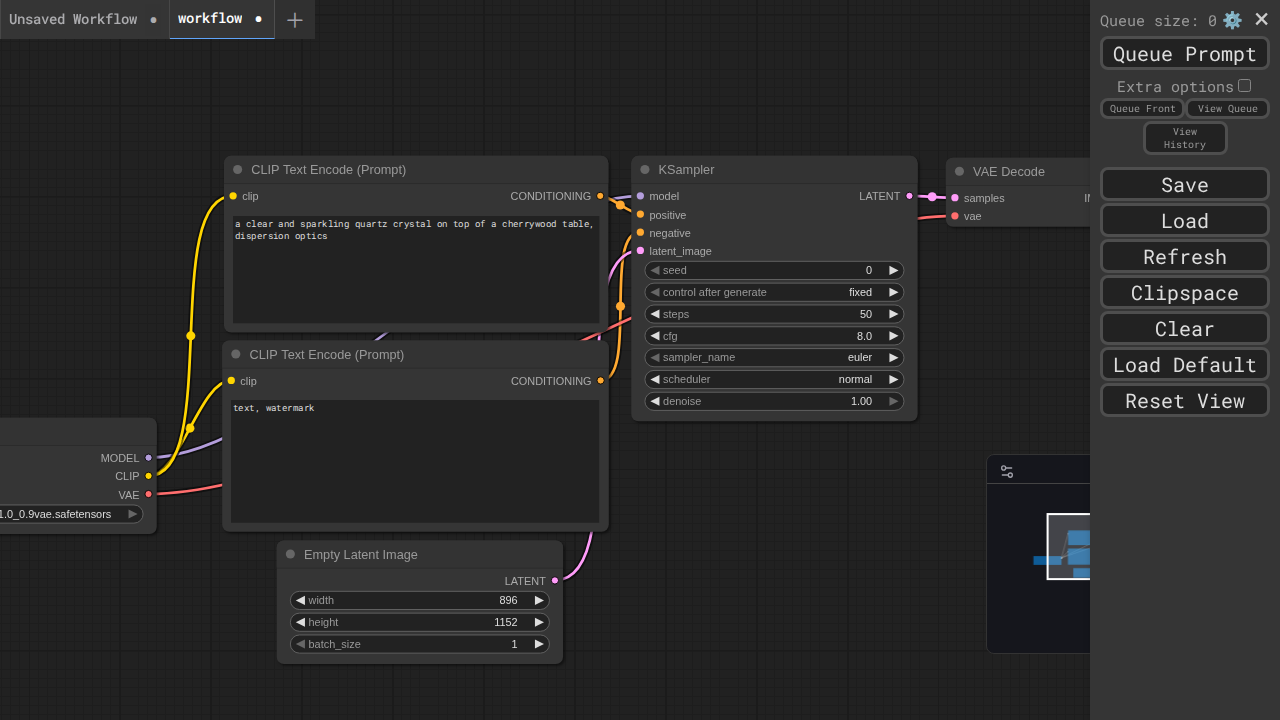 Unsaved Workflow
workflow
Queue size: 0
Queue Prompt
Extra options
Queue Front
View Queue
View
History
Save
Load
Refresh
Clipspace
Clear
Load Default
Reset View
CLIP Text Encode (Prompt)
clip
CONDITIONING
a clear and sparkling quartz crystal on top of a cherrywood table,
dispersion optics
CLIP Text Encode (Prompt)
clip
CONDITIONING
text, watermark
MODEL
CLIP
VAE
1.0_0.9vae.safetensors
Empty Latent Image
LATENT
width 896
height 1152
batch_size 1
KSampler
model
LATENT
positive
negative
latent_image
seed 0
control after generate fixed
steps 50
cfg 8.0
sampler_name euler
scheduler normal
denoise 1.00
VAE Decode
samples
vae